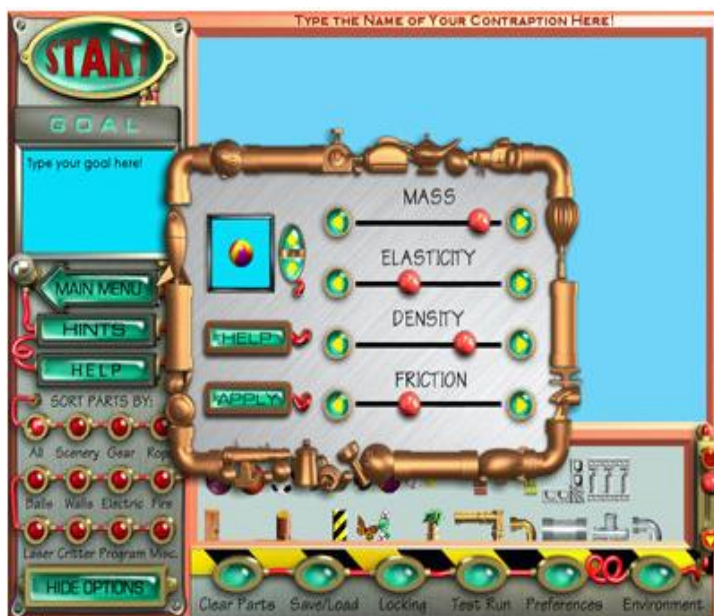 TYPE THE NAME OF YOUR CONTRAPTION HERE!
START
GOAL
Type your goal here!
MAIN MENU
HINTS
HELP
SORT PARTS BY:
All Scenery Gear Rope
Balls Walls Electric Fire
Laser Critter Program Misc.
HIDE OPTIONS
MASS
ELASTICITY
DENSITY
FRICTION
HELP
APPLY
Clear Parts Save/Load Locking Test Run Preferences Environment